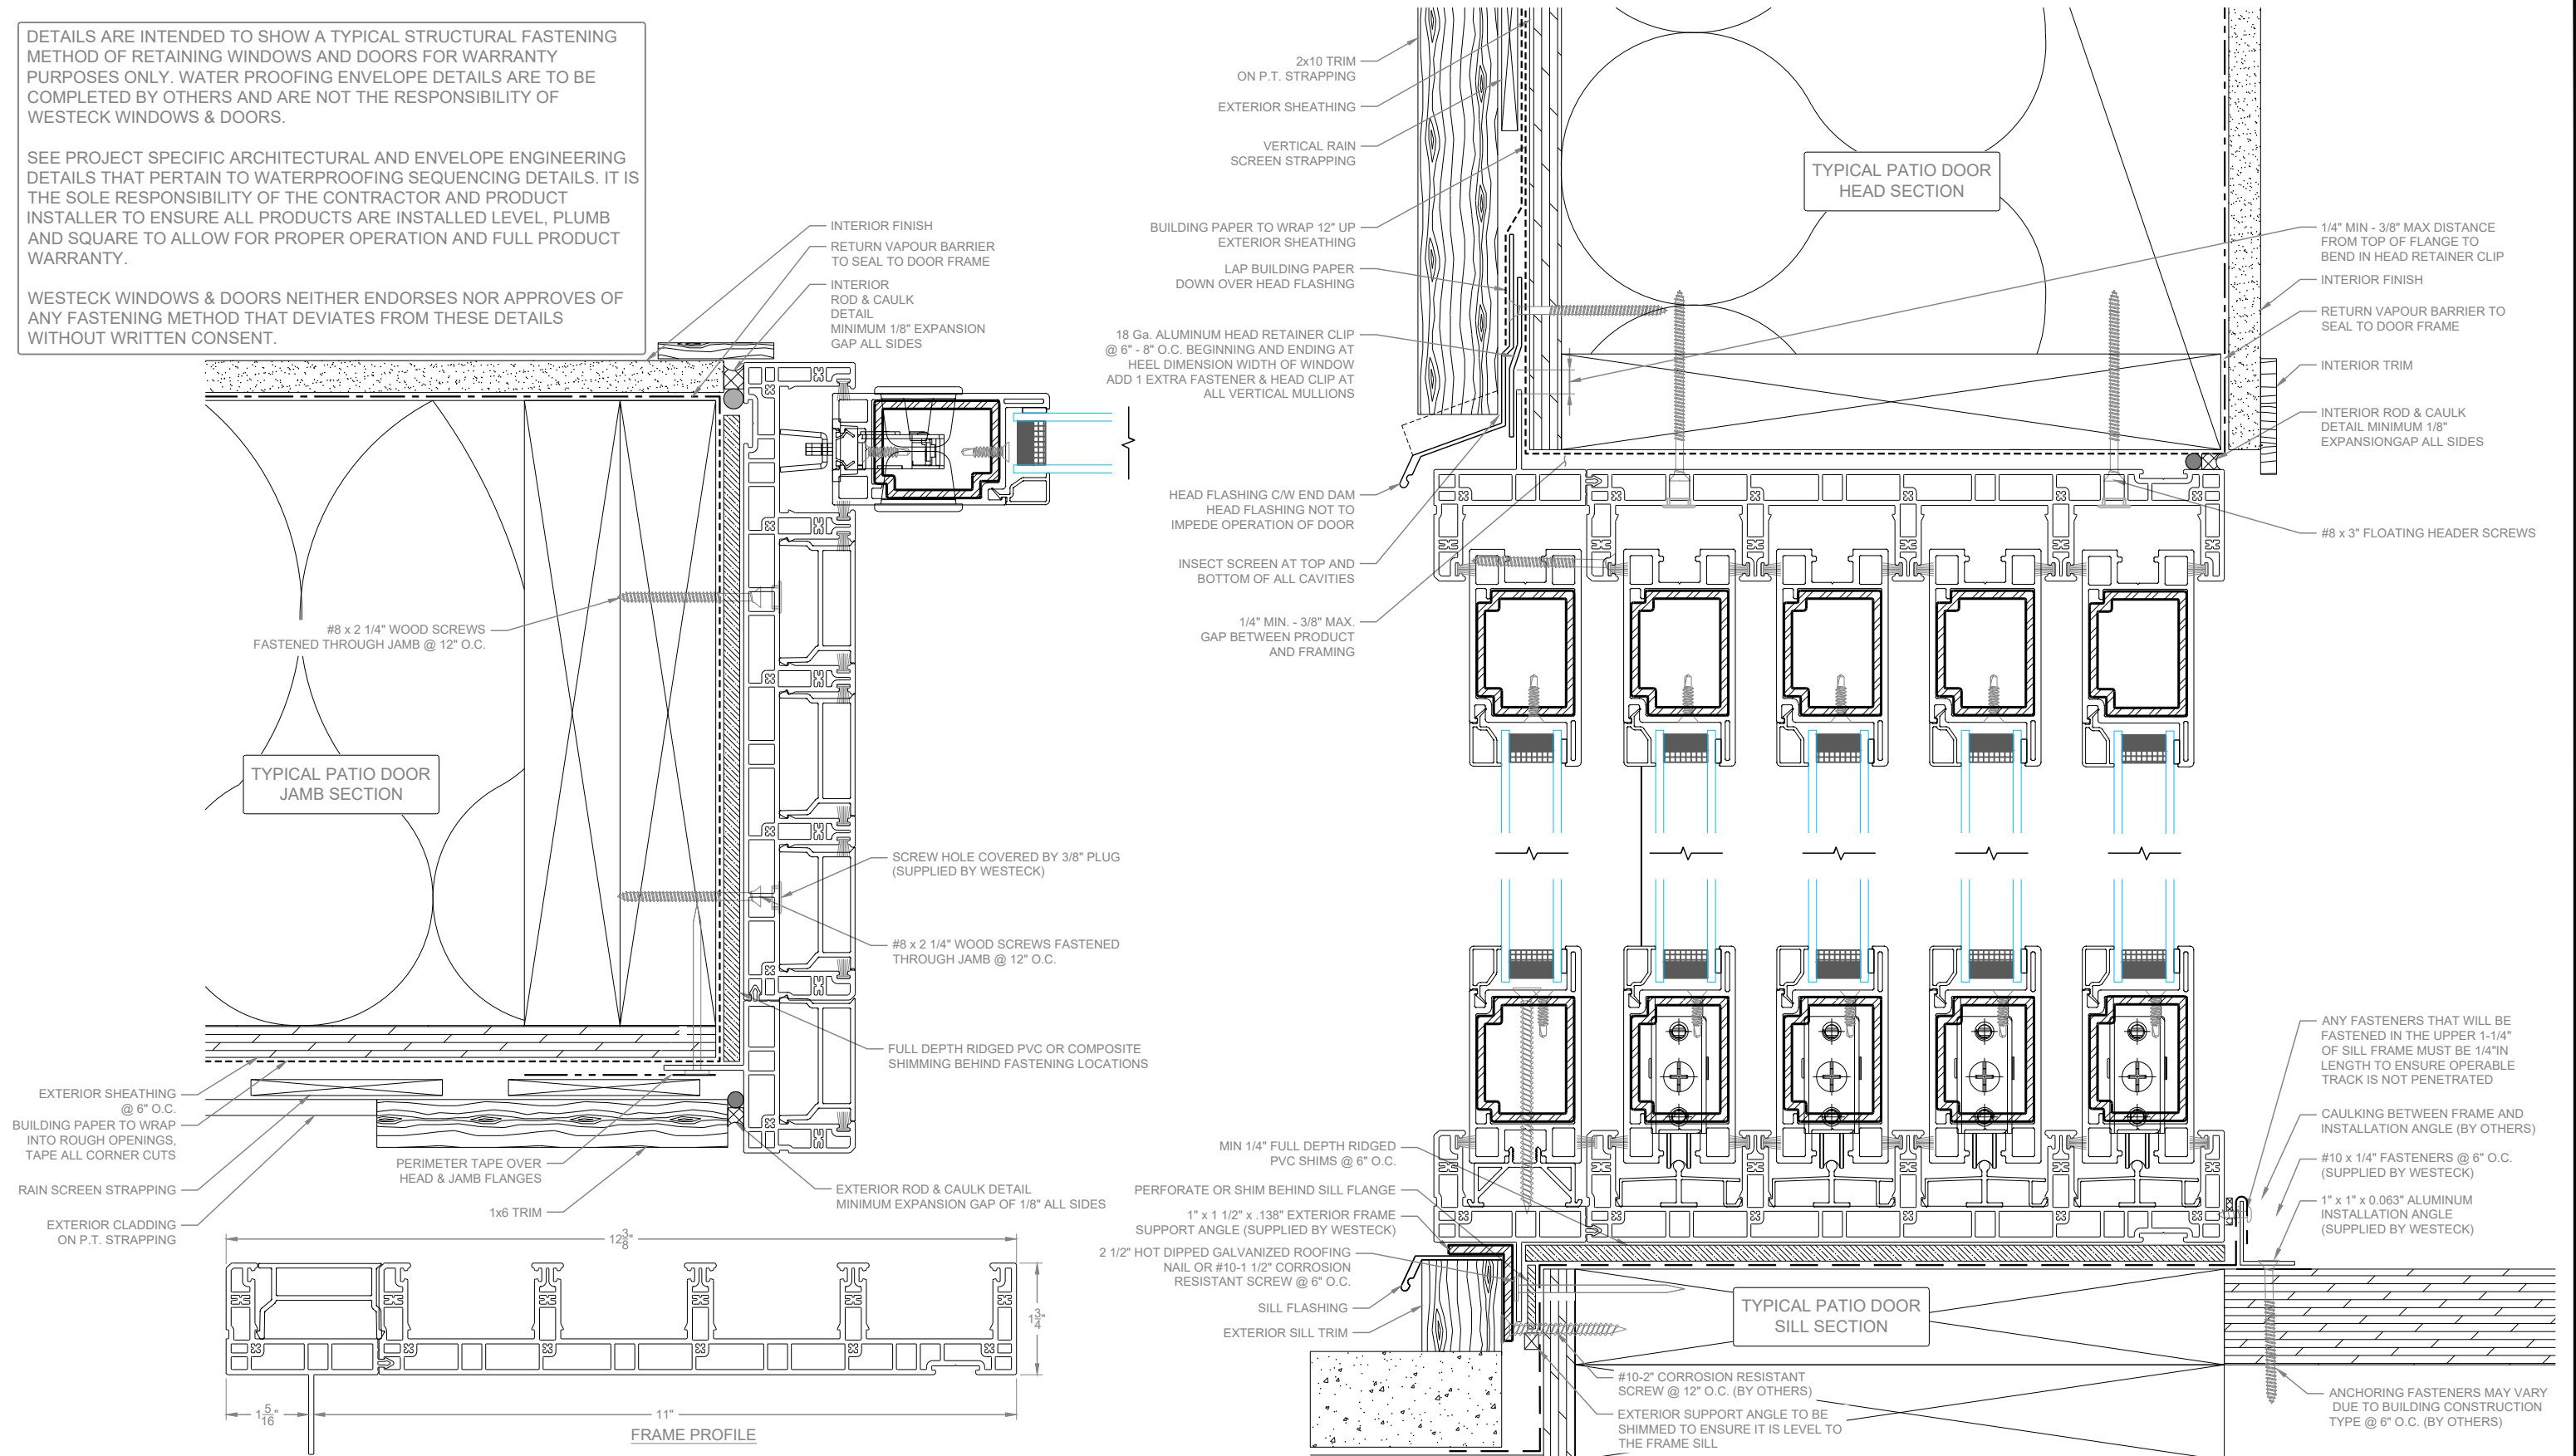 DETAILS ARE INTENDED TO SHOW A TYPICAL STRUCTURAL FASTENING
METHOD OF RETAINING WINDOWS AND DOORS FOR WARRANTY
PURPOSES ONLY. WATER PROOFING ENVELOPE DETAILS ARE TO BE
COMPLETED BY OTHERS AND ARE NOT THE RESPONSIBILITY OF
WESTECK WINDOWS & DOORS.
SEE PROJECT SPECIFIC ARCHITECTURAL AND ENVELOPE ENGINEERING
DETAILS THAT PERTAIN TO WATERPROOFING SEQUENCING DETAILS. IT IS
THE SOLE RESPONSIBILITY OF THE CONTRACTOR AND PRODUCT
INSTALLER TO ENSURE ALL PRODUCTS ARE INSTALLED LEVEL, PLUMB
AND SQUARE TO ALLOW FOR PROPER OPERATION AND FULL PRODUCT
WARRANTY.
WESTECK WINDOWS & DOORS NEITHER ENDORSES NOR APPROVES OF
ANY FASTENING METHOD THAT DEVIATES FROM THESE DETAILS
WITHOUT WRITTEN CONSENT.
INTERIOR FINISH
RETURN VAPOUR BARRIER
TO SEAL TO DOOR FRAME
INTERIOR
ROD & CAULK
DETAIL
MINIMUM 1/8" EXPANSION
GAP ALL SIDES
#8 x 2 1/4" WOOD SCREWS
FASTENED THROUGH JAMB @ 12" O.C.
TYPICAL PATIO DOOR
JAMB SECTION
SCREW HOLE COVERED BY 3/8" PLUG
(SUPPLIED BY WESTECK)
#8 x 2 1/4" WOOD SCREWS FASTENED
THROUGH JAMB @ 12" O.C.
FULL DEPTH RIDGED PVC OR COMPOSITE
SHIMMING BEHIND FASTENING LOCATIONS
EXTERIOR SHEATHING
@ 6" O.C.
BUILDING PAPER TO WRAP
INTO ROUGH OPENINGS,
TAPE ALL CORNER CUTS
RAIN SCREEN STRAPPING
EXTERIOR CLADDING
ON P.T. STRAPPING
PERIMETER TAPE OVER
HEAD & JAMB FLANGES
1x6 TRIM
EXTERIOR ROD & CAULK DETAIL
MINIMUM EXPANSION GAP OF 1/8" ALL SIDES
12 3/8"
1 3/4"
1 5/16"
11"
FRAME PROFILE
2x10 TRIM
ON P.T. STRAPPING
EXTERIOR SHEATHING
VERTICAL RAIN
SCREEN STRAPPING
BUILDING PAPER TO WRAP 12" UP
EXTERIOR SHEATHING
LAP BUILDING PAPER
DOWN OVER HEAD FLASHING
18 Ga. ALUMINUM HEAD RETAINER CLIP
@ 6" - 8" O.C. BEGINNING AND ENDING AT
HEEL DIMENSION WIDTH OF WINDOW
ADD 1 EXTRA FASTENER & HEAD CLIP AT
ALL VERTICAL MULLIONS
HEAD FLASHING C/W END DAM
HEAD FLASHING NOT TO
IMPEDE OPERATION OF DOOR
INSECT SCREEN AT TOP AND
BOTTOM OF ALL CAVITIES
1/4" MIN. - 3/8" MAX.
GAP BETWEEN PRODUCT
AND FRAMING
TYPICAL PATIO DOOR
HEAD SECTION
1/4" MIN - 3/8" MAX DISTANCE
FROM TOP OF FLANGE TO
BEND IN HEAD RETAINER CLIP
INTERIOR FINISH
RETURN VAPOUR BARRIER TO
SEAL TO DOOR FRAME
INTERIOR TRIM
INTERIOR ROD & CAULK
DETAIL MINIMUM 1/8"
EXPANSIONGAP ALL SIDES
#8 x 3" FLOATING HEADER SCREWS
MIN 1/4" FULL DEPTH RIDGED
PVC SHIMS @ 6" O.C.
PERFORATE OR SHIM BEHIND SILL FLANGE
1" x 1 1/2" x .138" EXTERIOR FRAME
SUPPORT ANGLE (SUPPLIED BY WESTECK)
2 1/2" HOT DIPPED GALVANIZED ROOFING
NAIL OR #10-1 1/2" CORROSION
RESISTANT SCREW @ 6" O.C.
SILL FLASHING
EXTERIOR SILL TRIM
TYPICAL PATIO DOOR
SILL SECTION
#10-2" CORROSION RESISTANT
SCREW @ 12" O.C. (BY OTHERS)
EXTERIOR SUPPORT ANGLE TO BE
SHIMMED TO ENSURE IT IS LEVEL TO
THE FRAME SILL
ANY FASTENERS THAT WILL BE
FASTENED IN THE UPPER 1-1/4"
OF SILL FRAME MUST BE 1/4"IN
LENGTH TO ENSURE OPERABLE
TRACK IS NOT PENETRATED
CAULKING BETWEEN FRAME AND
INSTALLATION ANGLE (BY OTHERS)
#10 x 1/4" FASTENERS @ 6" O.C.
(SUPPLIED BY WESTECK)
1" x 1" x 0.063" ALUMINUM
INSTALLATION ANGLE
(SUPPLIED BY WESTECK)
ANCHORING FASTENERS MAY VARY
DUE TO BUILDING CONSTRUCTION
TYPE @ 6" O.C. (BY OTHERS)